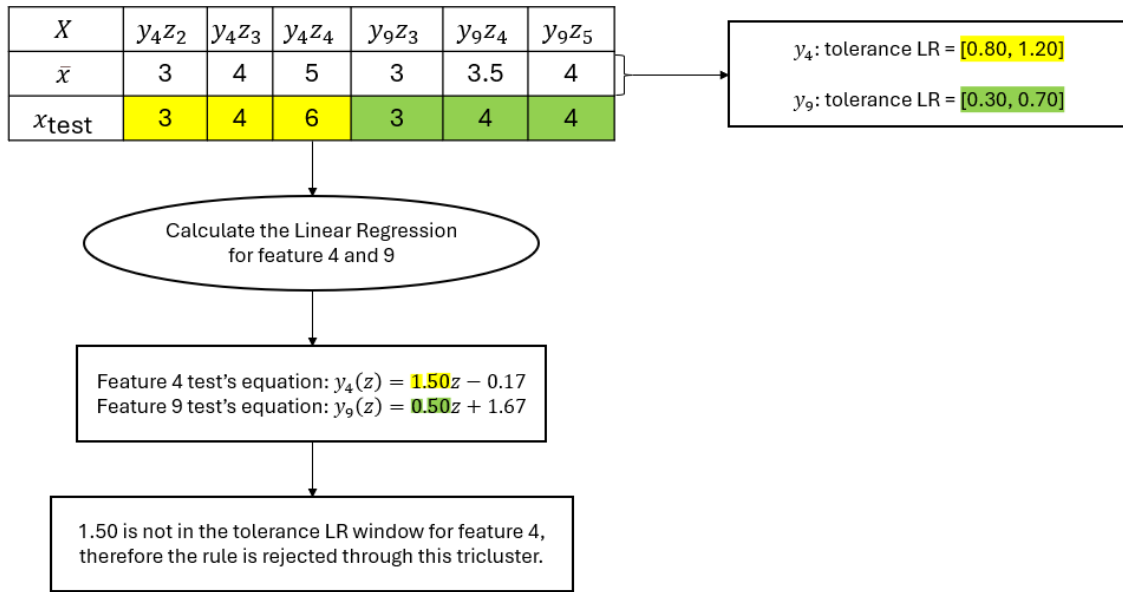 X y₄z₂ y₄z₃ y₄z₄ y₉z₃ y₉z₄ y₉z₅
x̄ 3 4 5 3 3.5 4
x_test 3 4 6 3 4 4
y₄: tolerance LR = [0.80, 1.20]
y₉: tolerance LR = [0.30, 0.70]
Calculate the Linear Regression
for feature 4 and 9
Feature 4 test’s equation: y₄(z) = 1.50z − 0.17
Feature 9 test’s equation: y₉(z) = 0.50z + 1.67
1.50 is not in the tolerance LR window for feature 4,
therefore the rule is rejected through this tricluster.